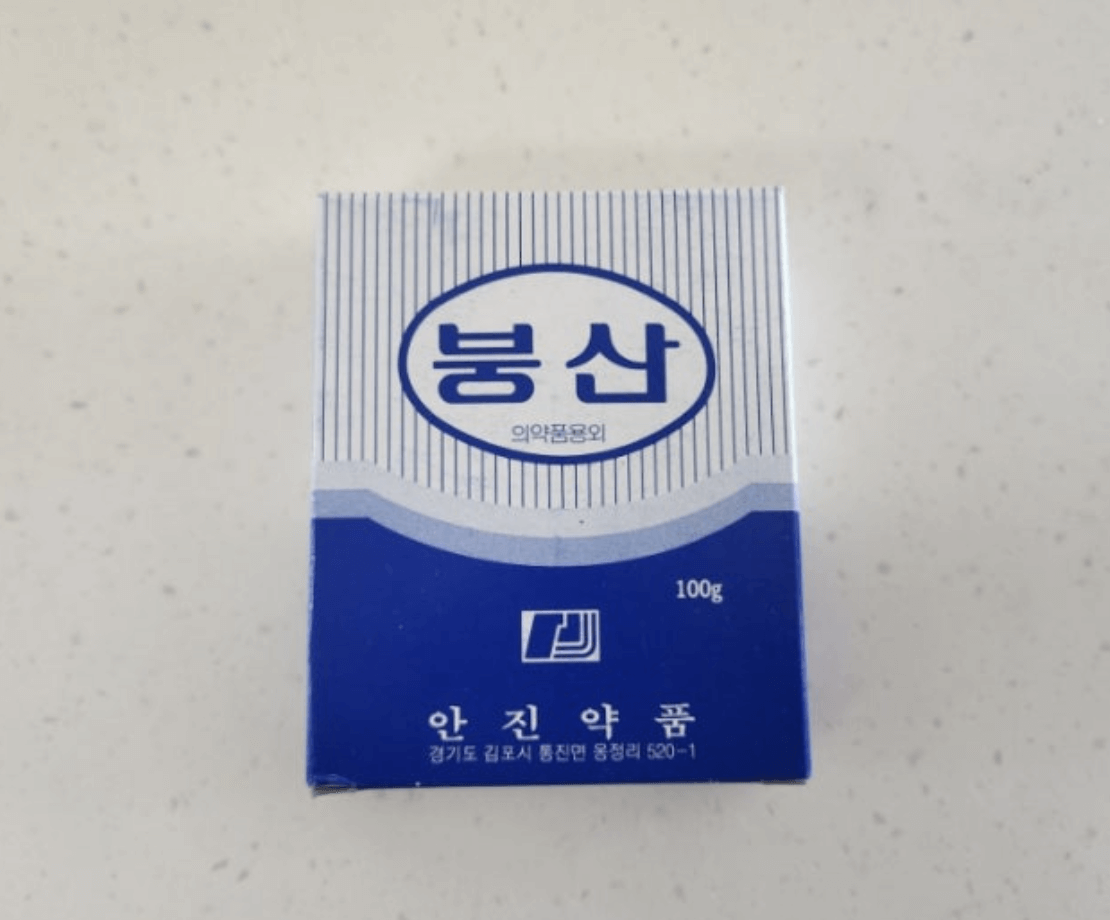 붕산
의약품용외
100g
안진약품
경기도 김포시 통진면 옹정리 520-1